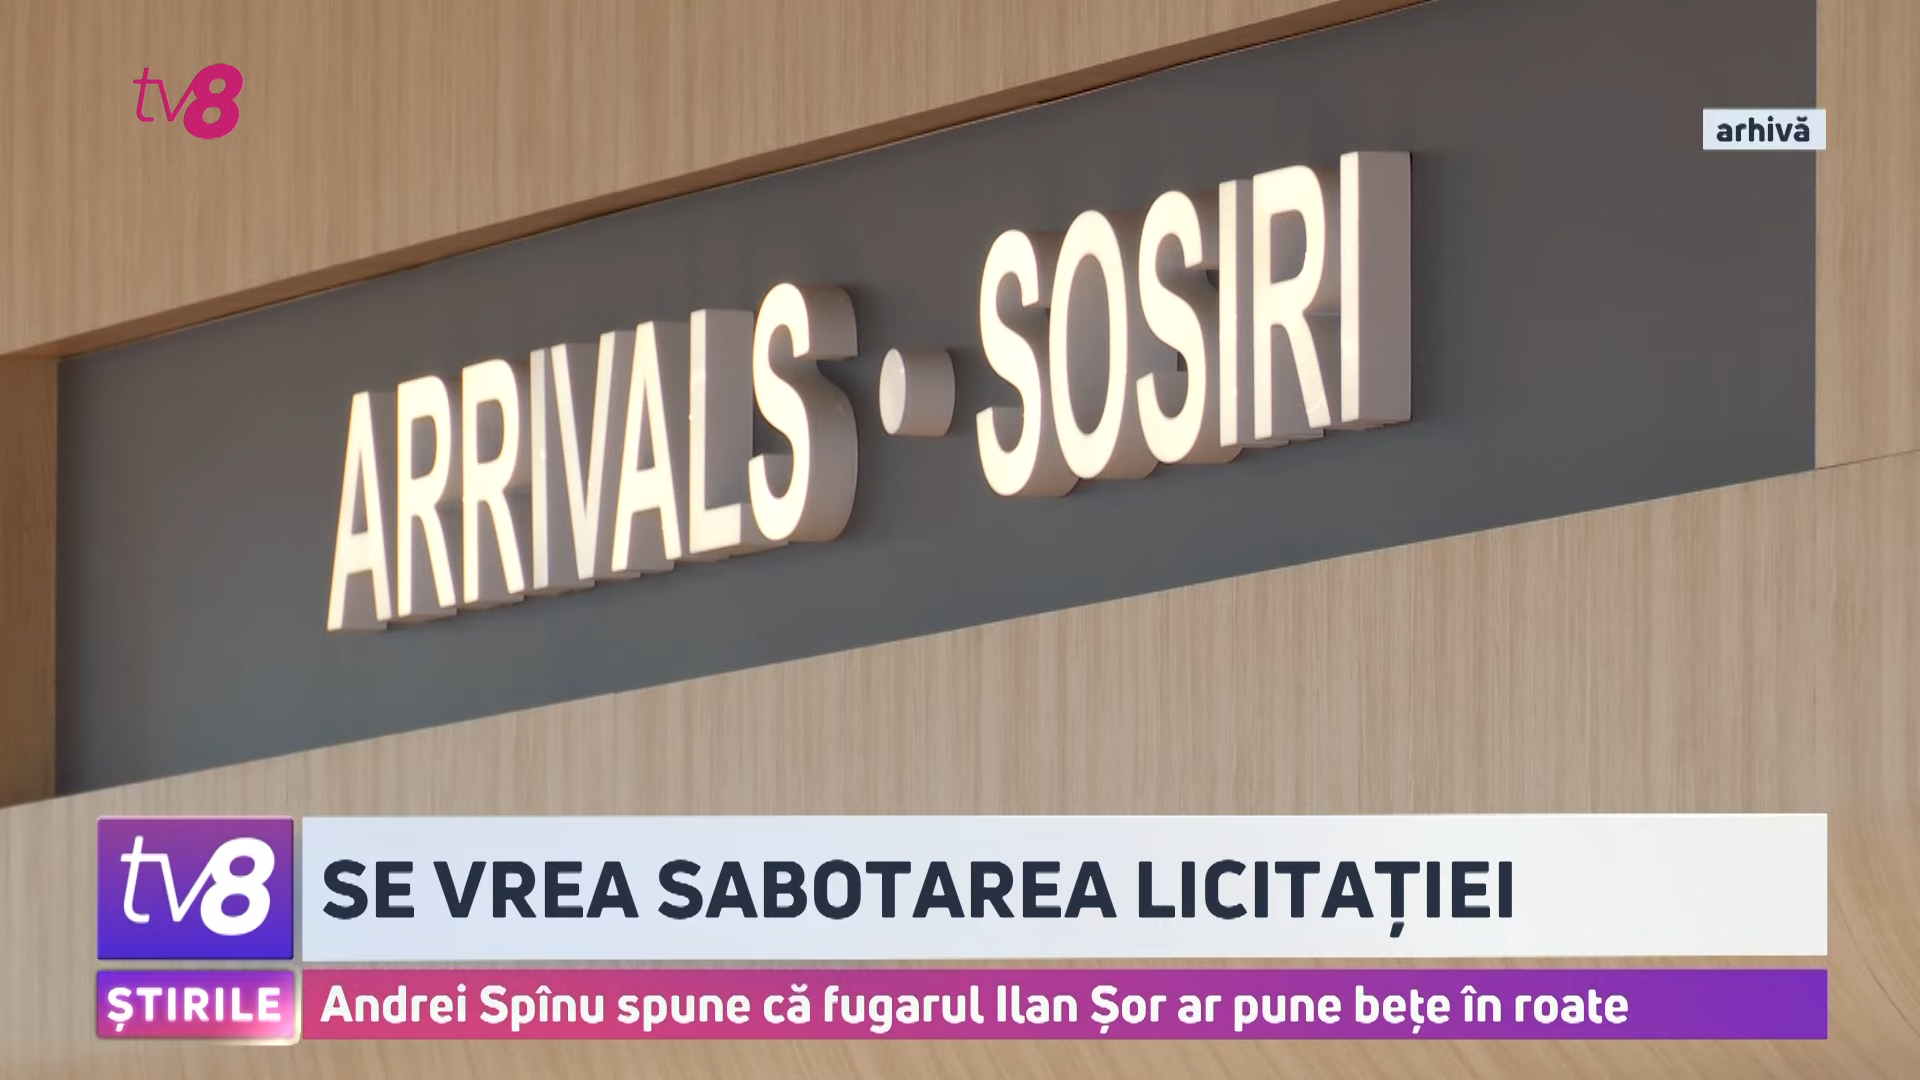 tv8
arhivă
ARRIVALS • SOSIRI
tv8
SE VREA SABOTAREA LICITAȚIEI
ȘTIRILE
Andrei Spînu spune că fugarul Ilan Șor ar pune bețe în roate